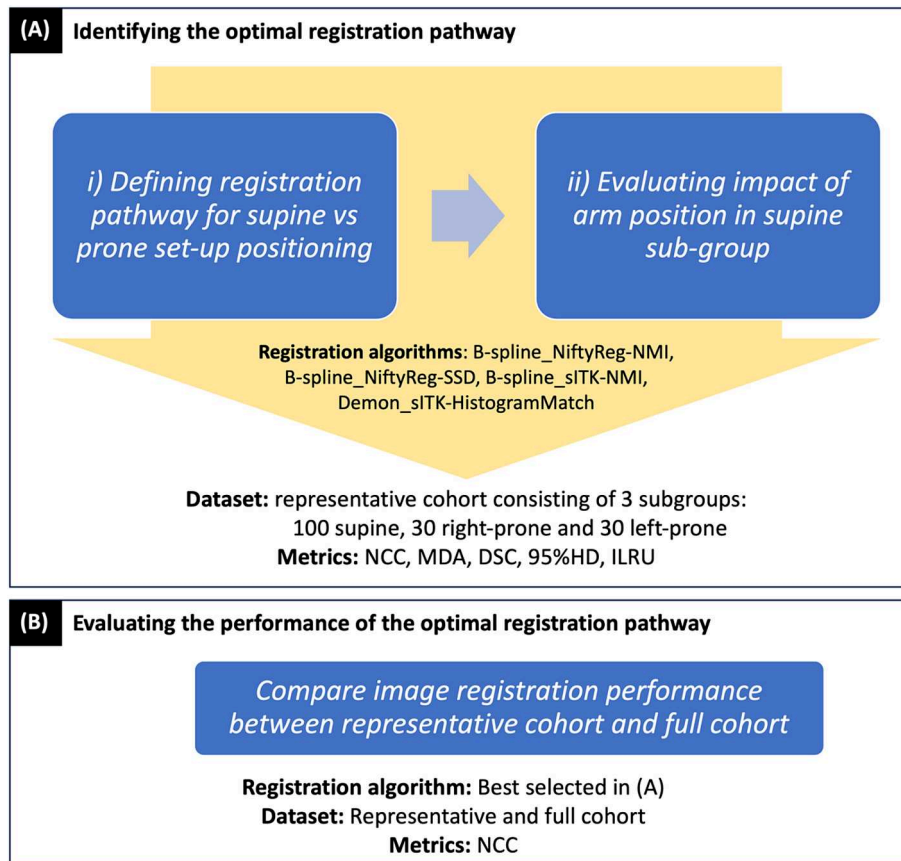 (A) Identifying the optimal registration pathway
i) Defining registration
pathway for supine vs
prone set-up positioning
ii) Evaluating impact of
arm position in supine
sub-group
Registration algorithms: B-spline_NiftyReg-NMI,
B-spline_NiftyReg-SSD, B-spline_sITK-NMI,
Demon_sITK-HistogramMatch
Dataset: representative cohort consisting of 3 subgroups:
100 supine, 30 right-prone and 30 left-prone
Metrics: NCC, MDA, DSC, 95%HD, ILRU
(B) Evaluating the performance of the optimal registration pathway
Compare image registration performance
between representative cohort and full cohort
Registration algorithm: Best selected in (A)
Dataset: Representative and full cohort
Metrics: NCC